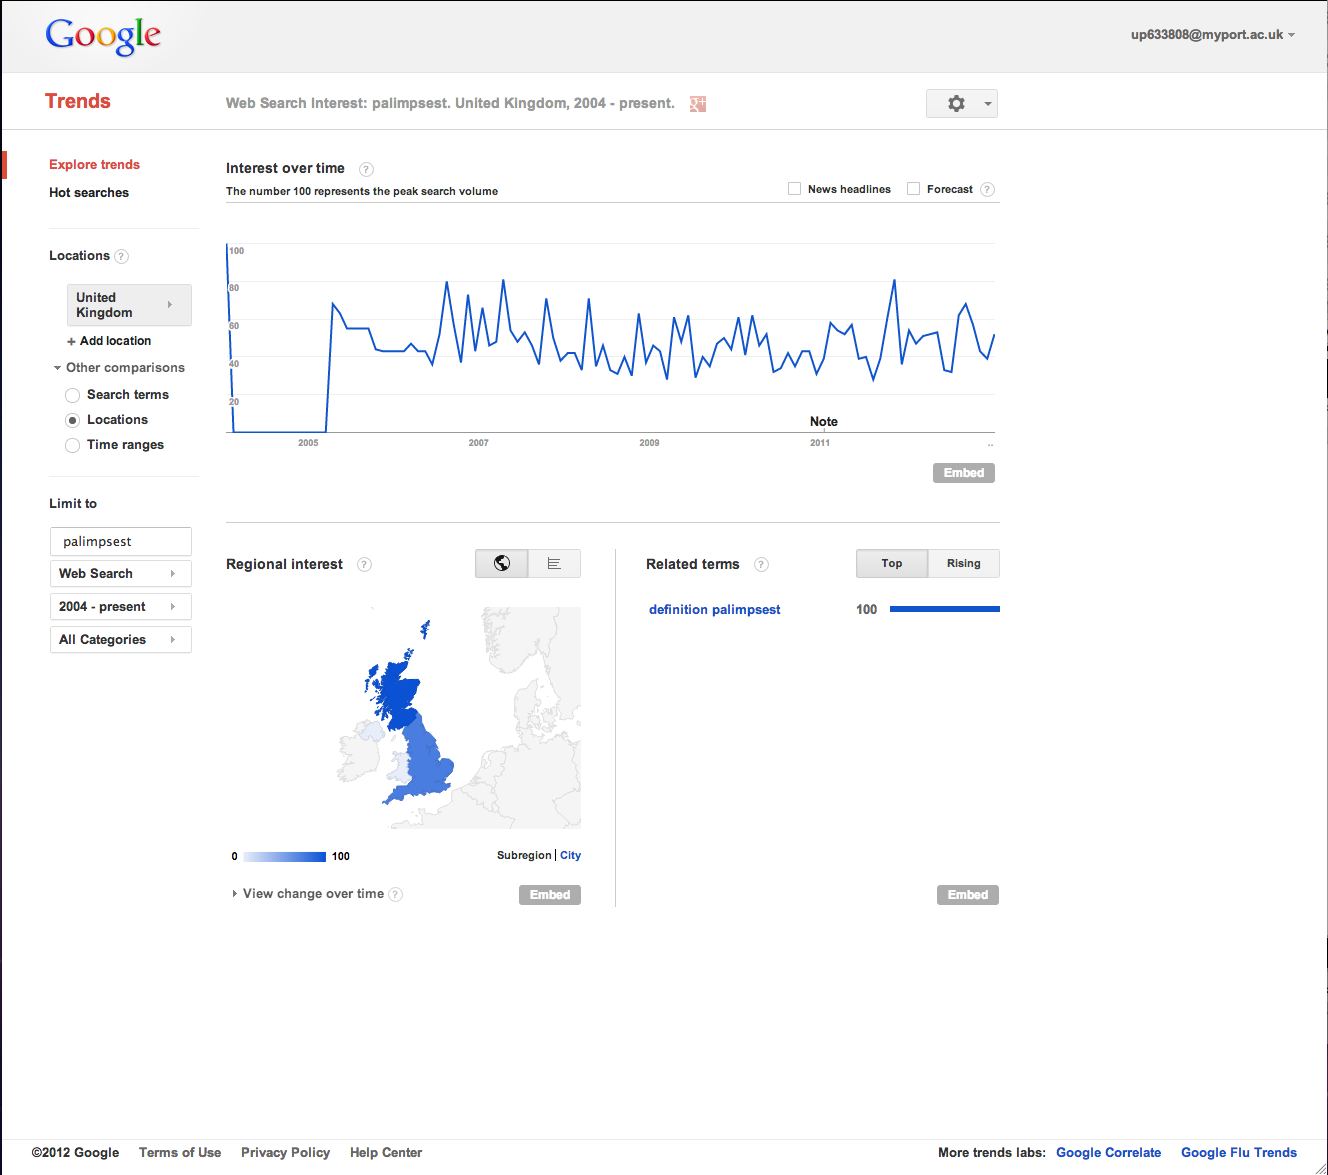 Google
up633808@myport.ac.uk
Trends
Web Search Interest: palimpsest. United Kingdom, 2004 - present.
g+
Explore trends
Hot searches
Interest over time ?
The number 100 represents the peak search volume
News headlines
Forecast ?
Locations ?
United
Kingdom
+ Add location
Other comparisons
Search terms
Locations
Time ranges
100
80
60
40
20
Note
2005 2007 2009 2011 ..
Embed
Limit to
palimpsest
Web Search
2004 - present
All Categories
Regional interest ?
0 100
Subregion | City
View change over time ?
Embed
Related terms ?
Top Rising
definition palimpsest 100
Embed
©2012 Google Terms of Use Privacy Policy Help Center
More trends labs: Google Correlate Google Flu Trends